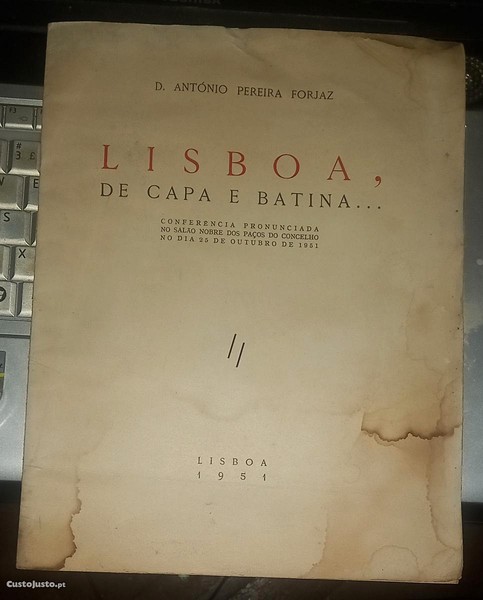 D. ANTÓNIO PEREIRA FORJAZ
LISBOA,
DE CAPA E BATINA...
CONFERÊNCIA PRONUNCIADA
NO SALÃO NOBRE DOS PAÇOS DO CONCELHO
NO DIA 25 DE OUTUBRO DE 1951
LISBOA
1951
CustoJusto.pt